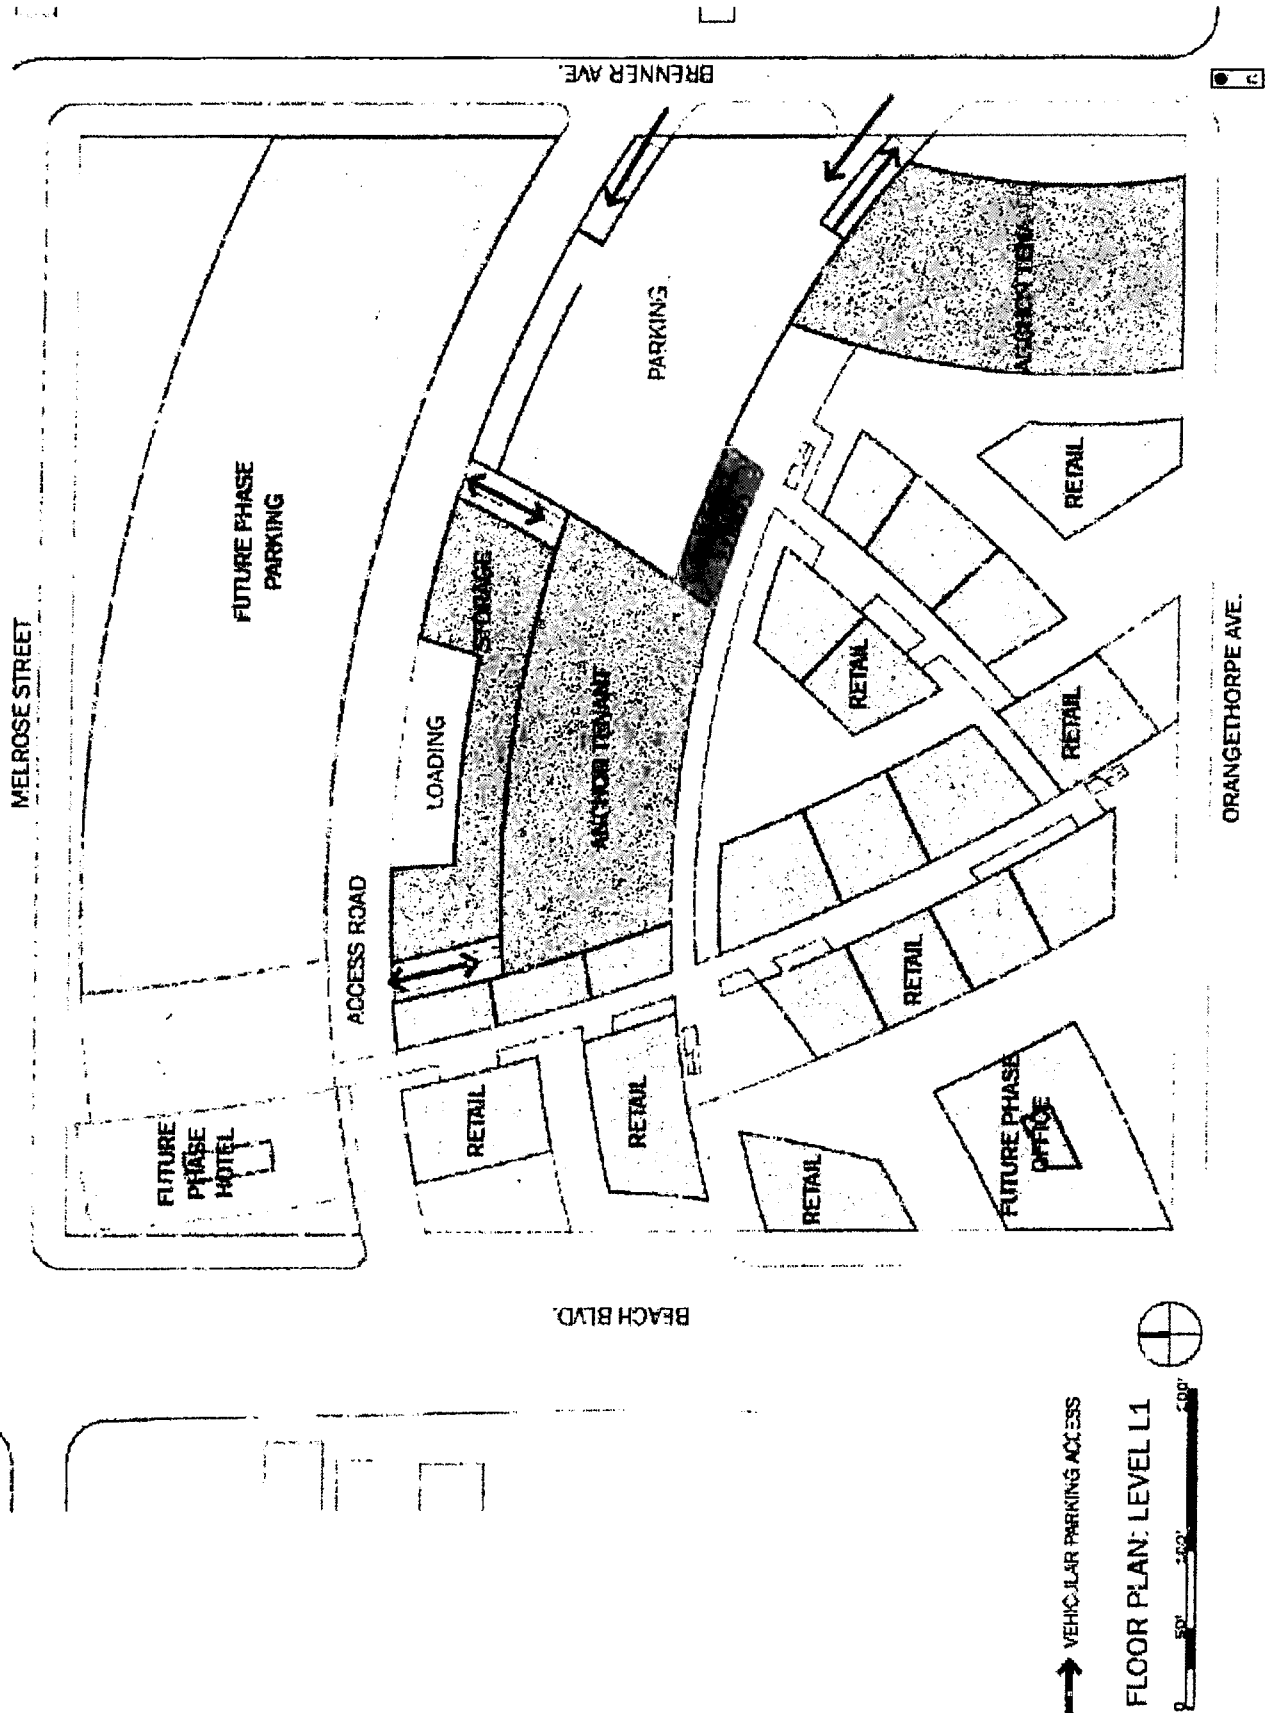 MELROSE STREET
BRENNER AVE.
FUTURE PHASE
PARKING
PARKING
STORAGE
LOADING
ANCHOR TENANT
ACCESS ROAD
RETAIL
RETAIL
RETAIL
RETAIL
RETAIL
RETAIL
RETAIL
FUTURE
PHASE
HOTEL
FUTURE PHASE
OFFICE
ORANGETHORPE AVE.
BEACH BLVD.
VEHICULAR PARKING ACCESS
FLOOR PLAN: LEVEL L1
0 50' 100' 200'